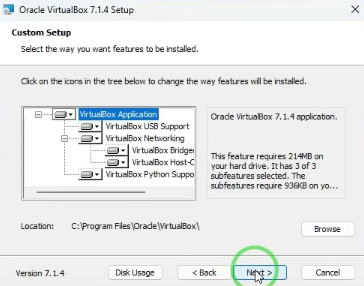 Oracle VirtualBox 7.1.4 Setup
Custom Setup
Select the way you want features to be installed.
Click on the icons in the tree below to change the way features will be installed.
VirtualBox Application
VirtualBox USB Support
VirtualBox Networking
VirtualBox Bridge
VirtualBox Host-C
VirtualBox Python Suppo
Oracle VirtualBox 7.1.4 application.
This feature requires 214MB on
your hard drive. It has 3 of 3
subfeatures selected. The
subfeatures require 936KB on yo...
Location: C:\Program Files\Oracle\VirtualBox\
Browse
Version 7.1.4 Disk Usage < Back Next > Cancel